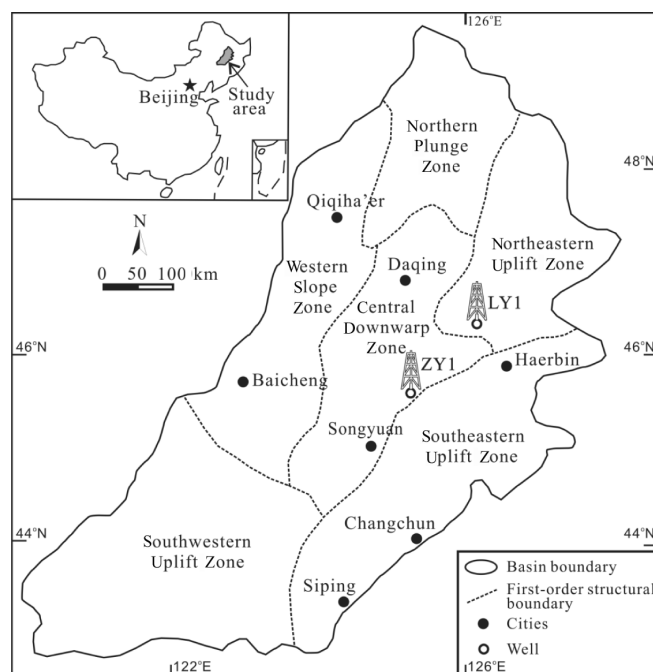 126°E
Beijing
Study
area
Northern
Plunge
Zone
48°N
Qiqiha'er
N
0 50 100 km
Western
Slope
Zone
Daqing
Northeastern
Uplift Zone
Central
Downwarp
Zone
LY1
46°N
46°N
ZY1
Haerbin
Baicheng
Songyuan
Southeastern
Uplift Zone
44°N
44°N
Changchun
Southwestern
Uplift Zone
Siping
Basin boundary
First-order structural
boundary
Cities
Well
122°E
126°E